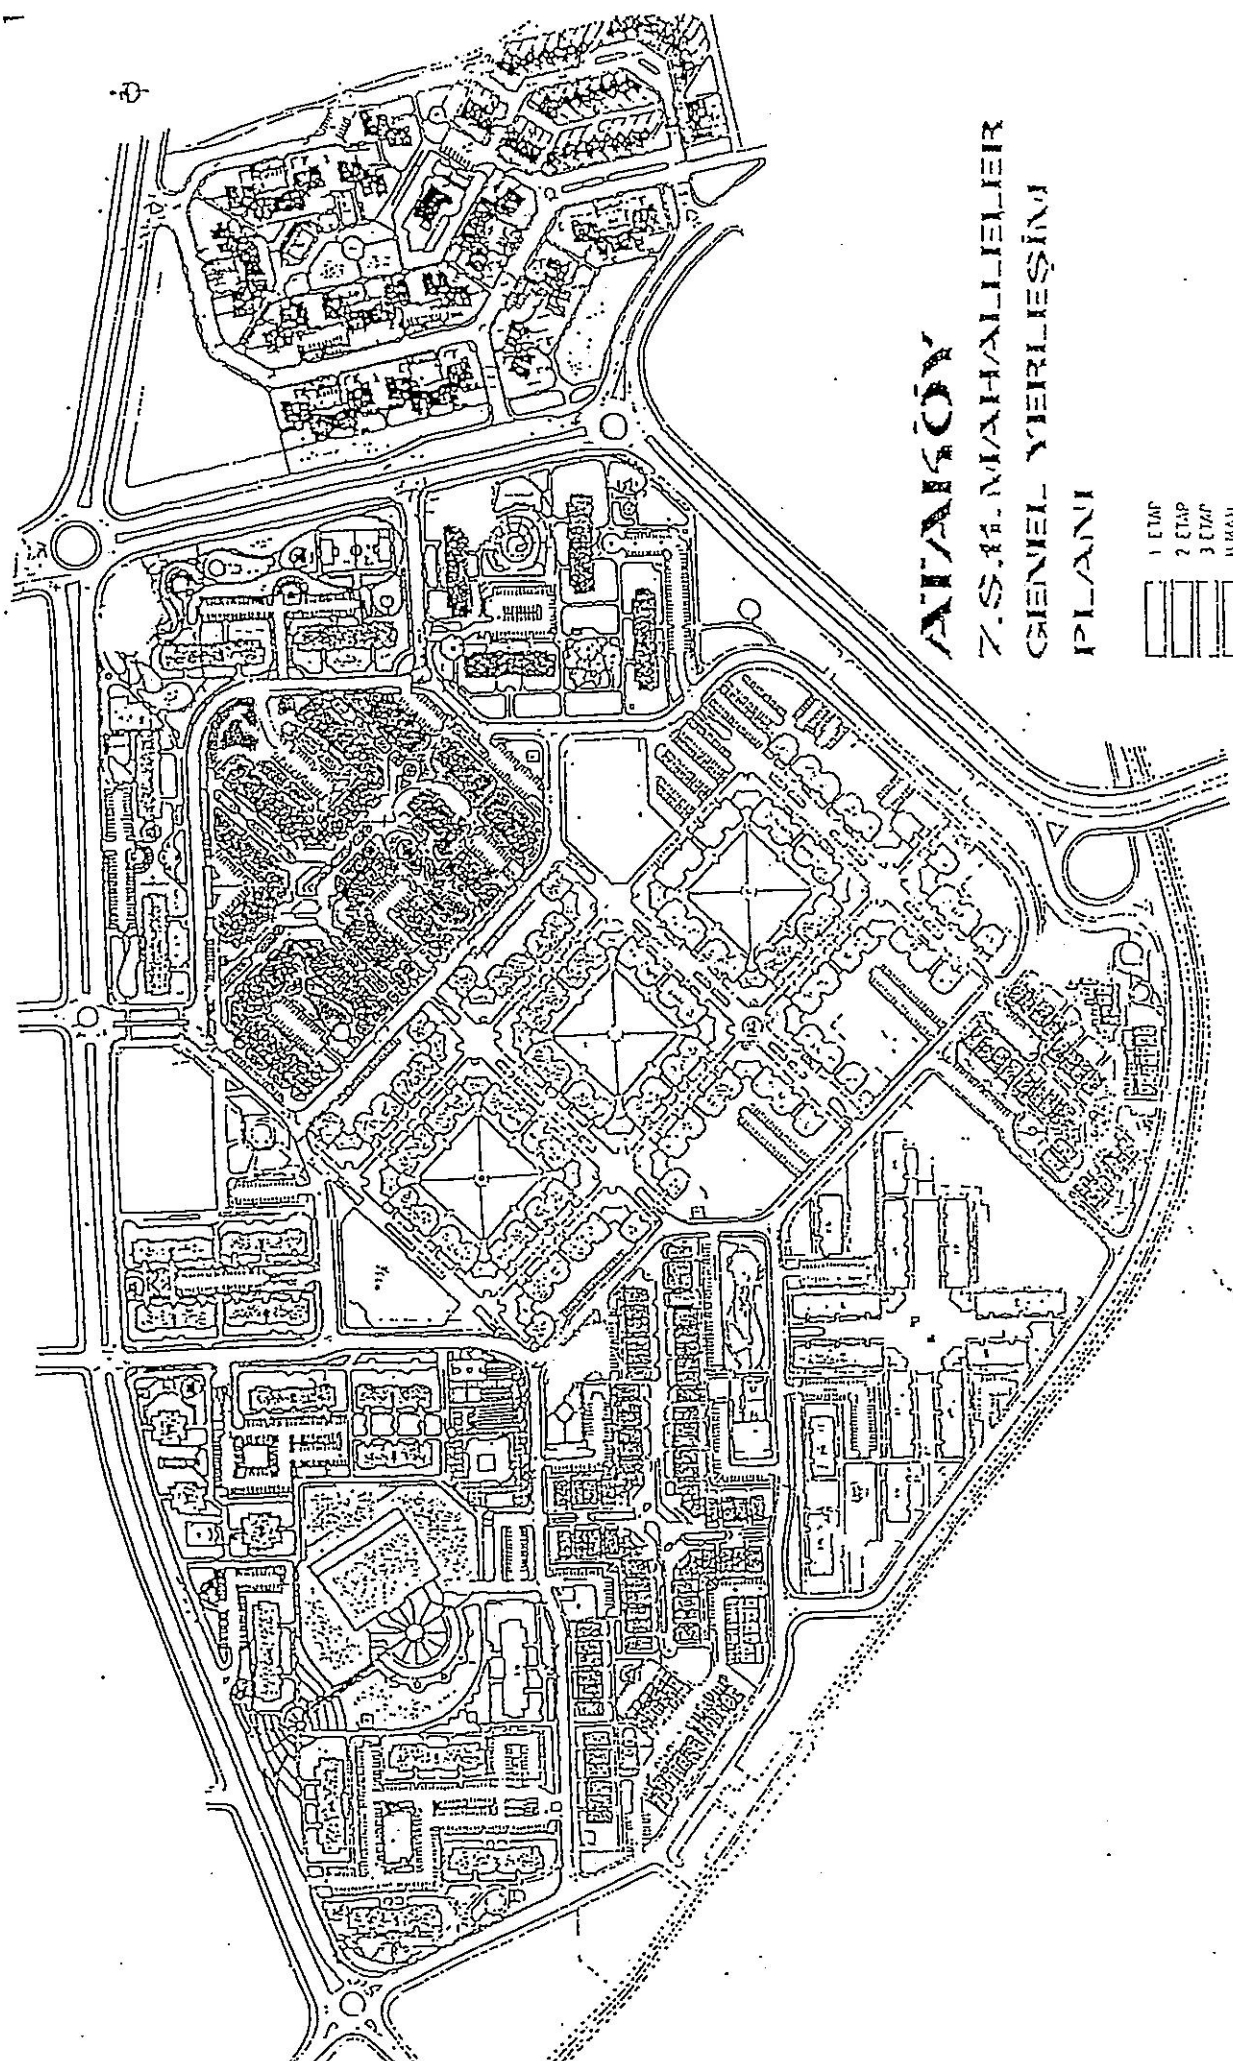 ATAKÖY
7.8.11.MAHALLELER
GENEL YERLEŞİM
PLANI
1 ETAP
2 ETAP
3 ETAP